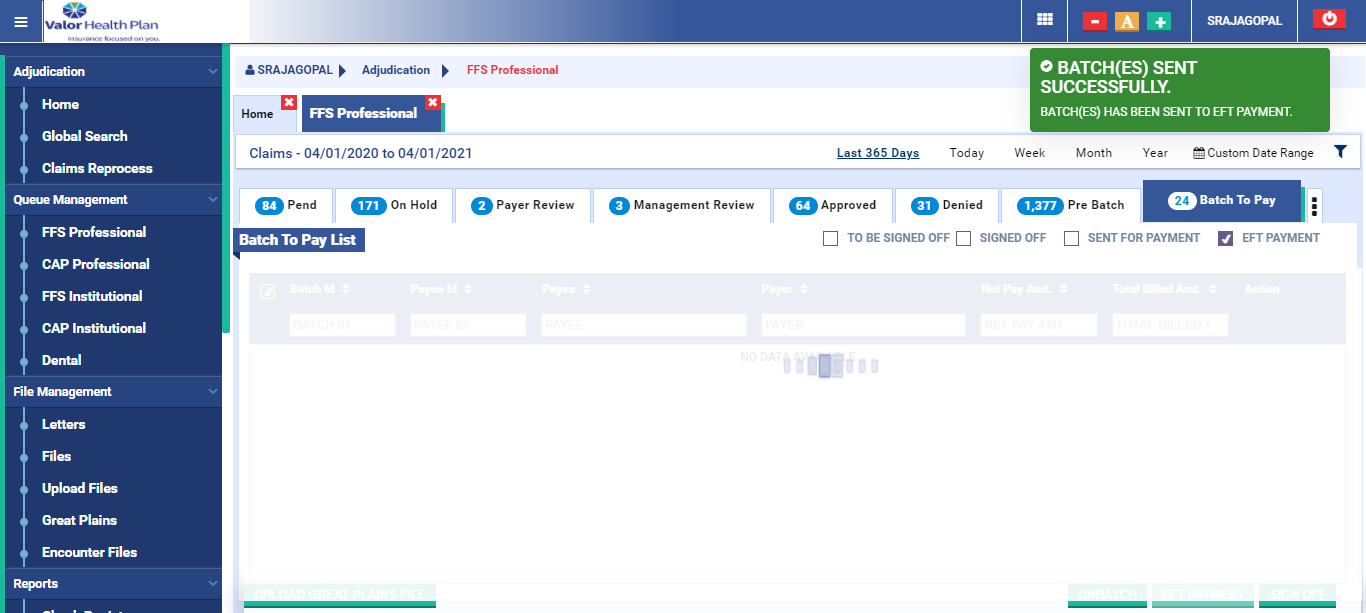 Valor Health Plan
Insurance focused on you.
A
SRAJAGOPAL
BATCH(ES) SENT
SUCCESSFULLY.
BATCH(ES) HAS BEEN SENT TO EFT PAYMENT.
Adjudication
Home
Global Search
Claims Reprocess
Queue Management
FFS Professional
CAP Professional
FFS Institutional
CAP Institutional
Dental
File Management
Letters
Files
Upload Files
Great Plains
Encounter Files
Reports
SRAJAGOPAL Adjudication FFS Professional
Home FFS Professional
Claims - 04/01/2020 to 04/01/2021 Last 365 Days Today Week Month Year Custom Date Range
84 Pend 171 On Hold 2 Payer Review 3 Management Review 64 Approved 31 Denied 1,377 Pre Batch 24 Batch To Pay
Batch To Pay List TO BE SIGNED OFF SIGNED OFF SENT FOR PAYMENT EFT PAYMENT
Batch Id Payee Id Payee Payer Net Pay Amt. Total Billed Amt. Action
BATCH ID PAYEE ID PAYEE PAYER NET PAY AMT TOTAL BILLED A
NO DATA AVAILABLE
UPLOAD GREAT PLAINS FILE UNBATCH EFT PAYMENT SIGN OFF